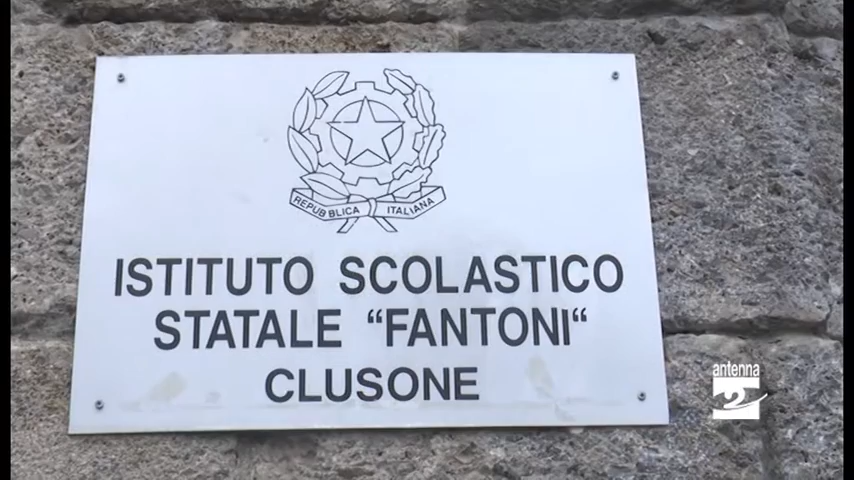 REPUBBLICA ITALIANA
ISTITUTO SCOLASTICO
STATALE “FANTONI“
CLUSONE
antenna
2